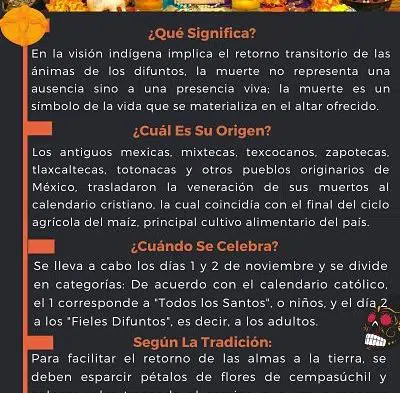 ¿Qué Significa?
En la visión indígena implica el retorno transitorio de las
ánimas de los difuntos, la muerte no representa una
ausencia sino a una presencia viva; la muerte es un
símbolo de la vida que se materializa en el altar ofrecido.
¿Cuál Es Su Origen?
Los antiguos mexicas, mixtecas, texcocanos, zapotecas,
tlaxcaltecas, totonacas y otros pueblos originarios de
México, trasladaron la veneración de sus muertos al
calendario cristiano, la cual coincidía con el final del ciclo
agrícola del maíz, principal cultivo alimentario del país.
¿Cuándo Se Celebra?
Se lleva a cabo los días 1 y 2 de noviembre y se divide
en categorías: De acuerdo con el calendario católico,
el 1 corresponde a "Todos los Santos", o niños, y el día 2
a los "Fieles Difuntos", es decir, a los adultos.
Según La Tradición:
Para facilitar el retorno de las almas a la tierra, se
deben esparcir pétalos de flores de cempasúchil y